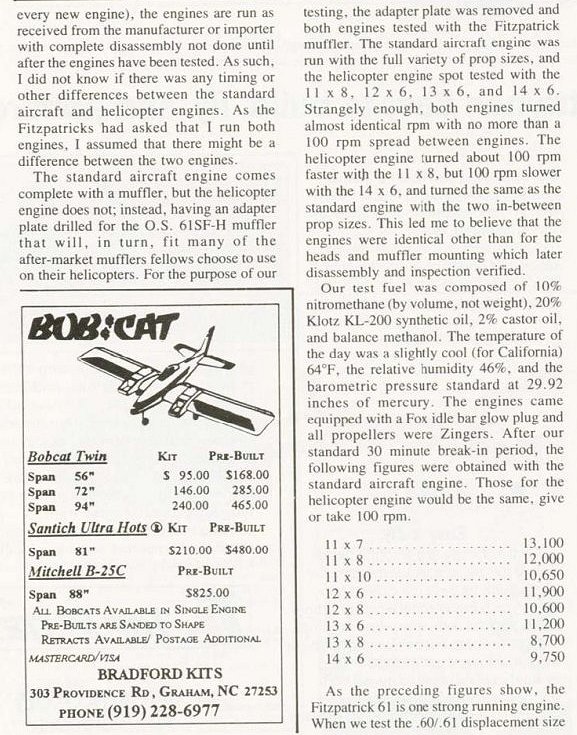 every new engine), the engines are run as
received from the manufacturer or importer
with complete disassembly not done until
after the engines have been tested. As such,
I did not know if there was any timing or
other differences between the standard
aircraft and helicopter engines. As the
Fitzpatricks had asked that I run both
engines, I assumed that there might be a
difference between the two engines.
The standard aircraft engine comes
complete with a muffler, but the helicopter
engine does not; instead, having an adapter
plate drilled for the O.S. 61SF-H muffler
that will, in turn, fit many of the
after-market mufflers fellows choose to use
on their helicopters. For the purpose of our
BOB:CAT
Bobcat Twin KIT PRE-BUILT
Span 56" $ 95.00 $168.00
Span 72" 146.00 285.00
Span 94" 240.00 465.00
Santich Ultra Hots KIT PRE-BUILT
Span 81" $210.00 $480.00
Mitchell B-25C PRE-BUILT
Span 88" $825.00
ALL BOBCATS AVAILABLE IN SINGLE ENGINE
PRE-BUILTS ARE SANDED TO SHAPE
RETRACTS AVAILABLE/ POSTAGE ADDITIONAL
MASTERCARD/VISA
BRADFORD KITS
303 PROVIDENCE RD, GRAHAM, NC 27253
PHONE (919) 228-6977
testing, the adapter plate was removed and
both engines tested with the Fitzpatrick
muffler. The standard aircraft engine was
run with the full variety of prop sizes, and
the helicopter engine spot tested with the
11 x 8, 12 x 6, 13 x 6, and 14 x 6.
Strangely enough, both engines turned
almost identical rpm with no more than a
100 rpm spread between engines. The
helicopter engine turned about 100 rpm
faster with the 11 x 8, but 100 rpm slower
with the 14 x 6, and turned the same as the
standard engine with the two in-between
prop sizes. This led me to believe that the
engines were identical other than for the
heads and muffler mounting which later
disassembly and inspection verified.
Our test fuel was composed of 10%
nitromethane (by volume, not weight), 20%
Klotz KL-200 synthetic oil, 2% castor oil,
and balance methanol. The temperature of
the day was a slightly cool (for California)
64°F, the relative humidity 46%, and the
barometric pressure standard at 29.92
inches of mercury. The engines came
equipped with a Fox idle bar glow plug and
all propellers were Zingers. After our
standard 30 minute break-in period, the
following figures were obtained with the
standard aircraft engine. Those for the
helicopter engine would be the same, give
or take 100 rpm.
11 x 7 .................... 13,100
11 x 8 .................... 12,000
11 x 10 ................... 10,650
12 x 6 .................... 11,900
12 x 8 .................... 10,600
13 x 6 .................... 11,200
13 x 8 .................... 8,700
14 x 6 .................... 9,750
As the preceding figures show, the
Fitzpatrick 61 is one strong running engine.
When we test the .60/.61 displacement size